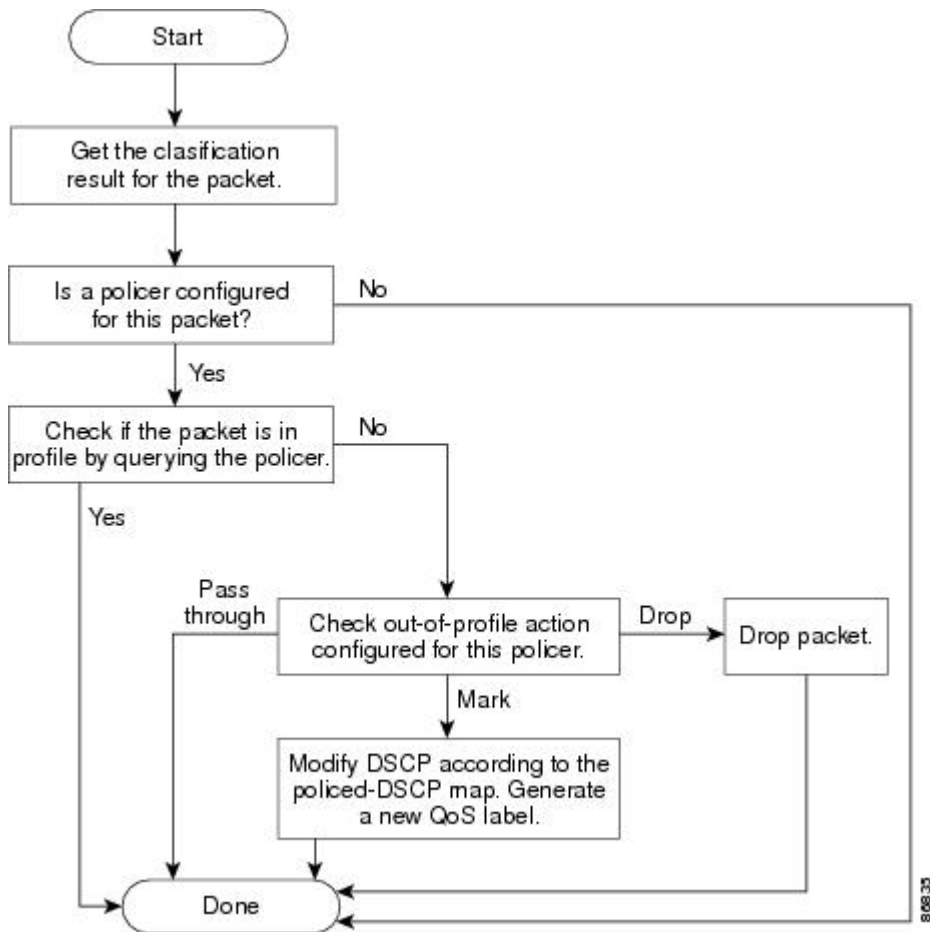 Start
Get the clasification
result for the packet.
Is a policer configured
for this packet?
No
Yes
Check if the packet is in
profile by querying the policer.
No
Yes
Pass
through
Check out-of-profile action
configured for this policer.
Drop
Drop packet.
Mark
Modify DSCP according to the
policed-DSCP map. Generate
a new QoS label.
Done
86835